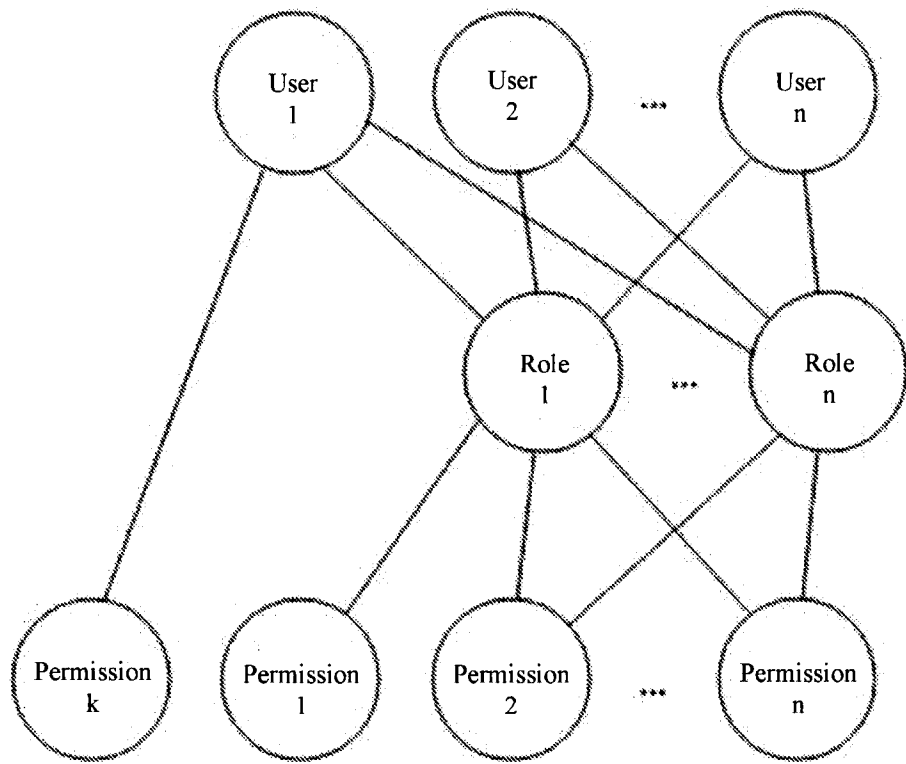 User
1
User
2
...
User
n
Role
1
...
Role
n
Permission
k
Permission
1
Permission
2
...
Permission
n